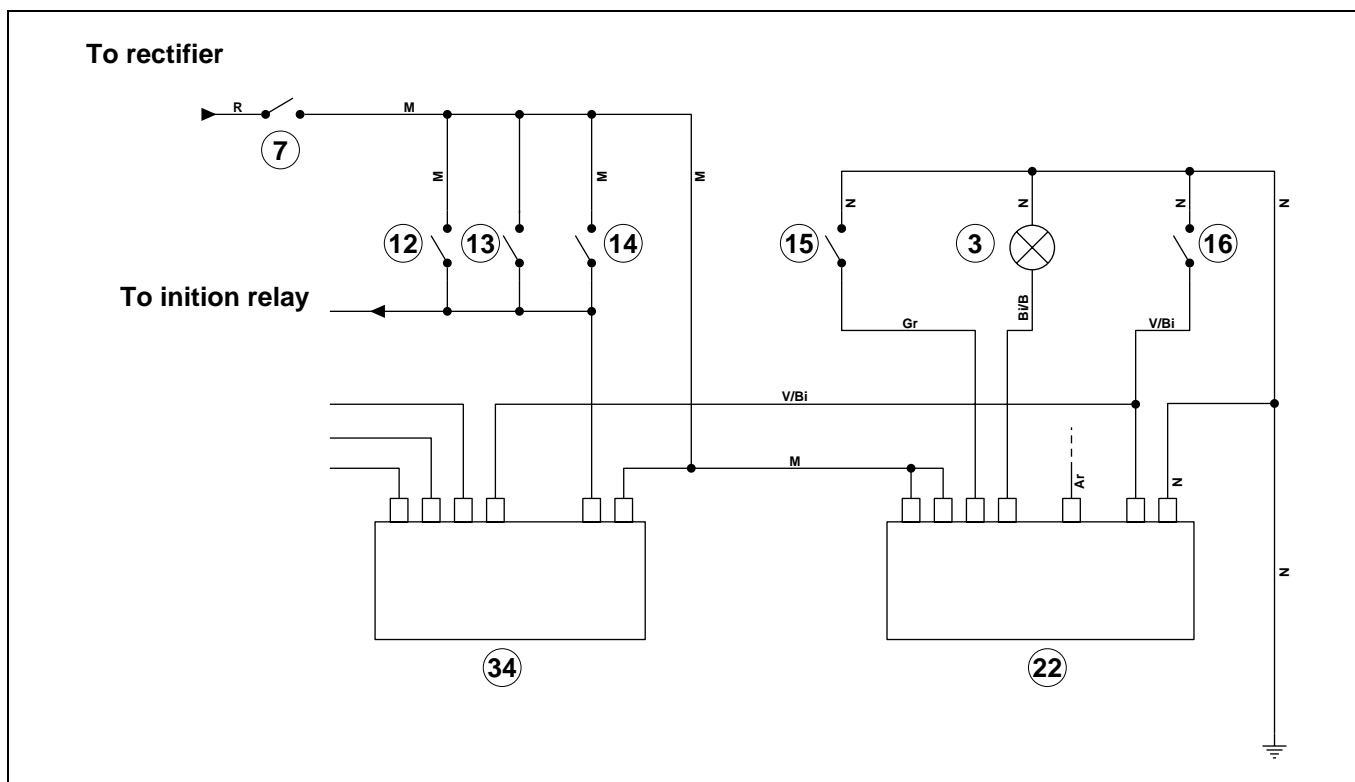 To rectifier
R
M
7
M
M
M
N
N
N
N
12
13
14
15
3
16
To inition relay
Gr
Bi/B
V/Bi
V/Bi
M
Ar
N
N
34
22